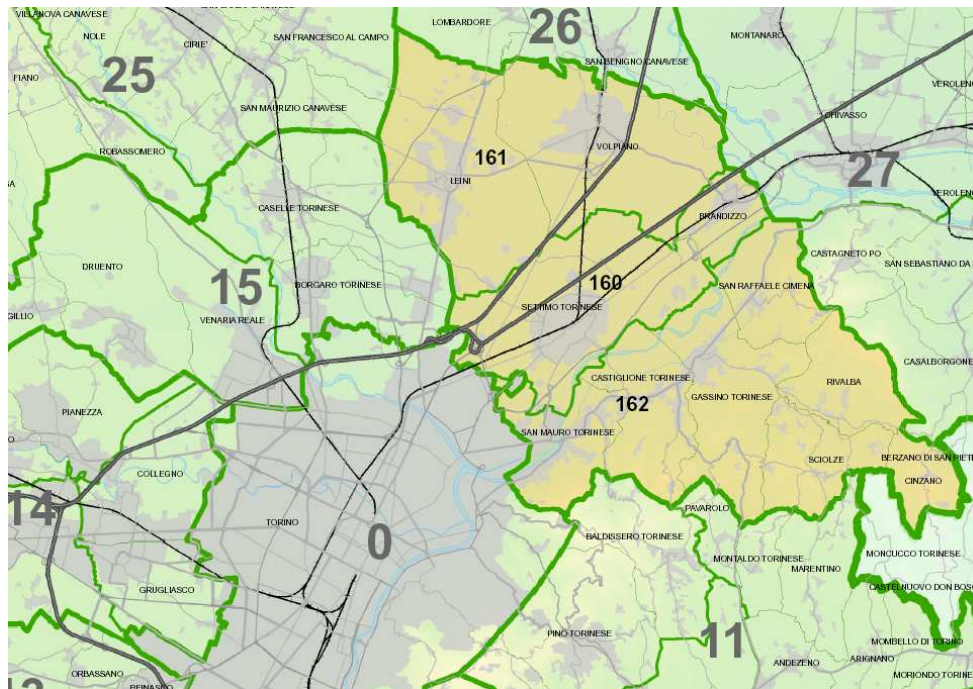 VILLANOVA CANAVESE
LOMBARDORE
26
NOLE
CIRIE'
SAN FRANCESCO AL CAMPO
MONTANARO
SAN BENIGNO CANAVESE
FIANO
25
SAN MAURIZIO CANAVESE
CHIVASSO
ROBASSOMERO
161
VOLPIANO
27
LEINI
CASELLE TORINESE
BRANDIZZO
DRUENTO
CASTAGNETO PO
SAN SEBASTIANO DA
15
BORGARO TORINESE
160
SAN RAFFAELE CIMENA
SETTIMO TORINESE
VENARIA REALE
CASALBORGONE
CASTIGLIONE TORINESE
RIVALBA
162
GASSINO TORINESE
PIANEZZA
SAN MAURO TORINESE
SCIOLZE
BERZANO DI SAN PIET
COLLEGNO
CINZANO
14
PAVAROLO
TORINO
0
BALDISSERO TORINESE
MONTALDO TORINESE
MONCUCCO TORINESE
MARENTINO
GRUGLIASCO
CASTELNUOVO DON BOS
PINO TORINESE
11
MOMBELLO DI TORINO
ANDEZENO
ARIGNANO
ORBASSANO
MORIONDO TORINE